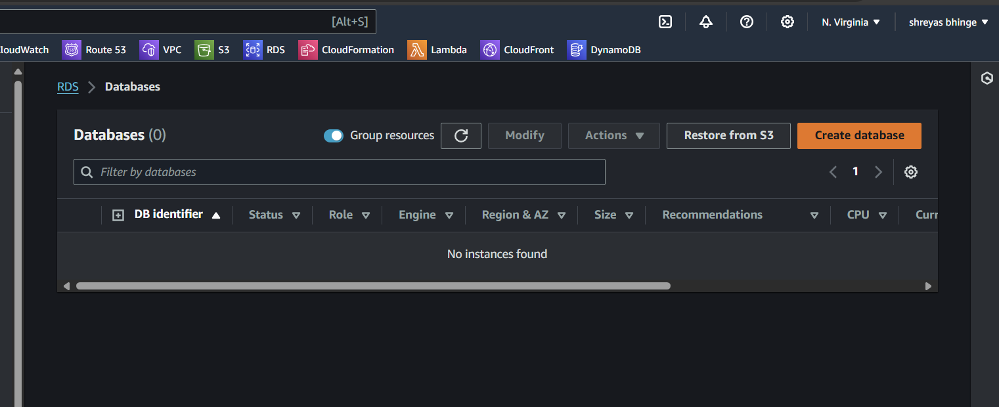 [Alt+S] N. Virginia shreyas bhinge
loudWatch Route 53 VPC S3 RDS CloudFormation Lambda CloudFront DynamoDB
RDS Databases
Databases (0) Group resources Modify Actions Restore from S3 Create database
Filter by databases 1
DB identifier Status Role Engine Region & AZ Size Recommendations CPU Curr
No instances found